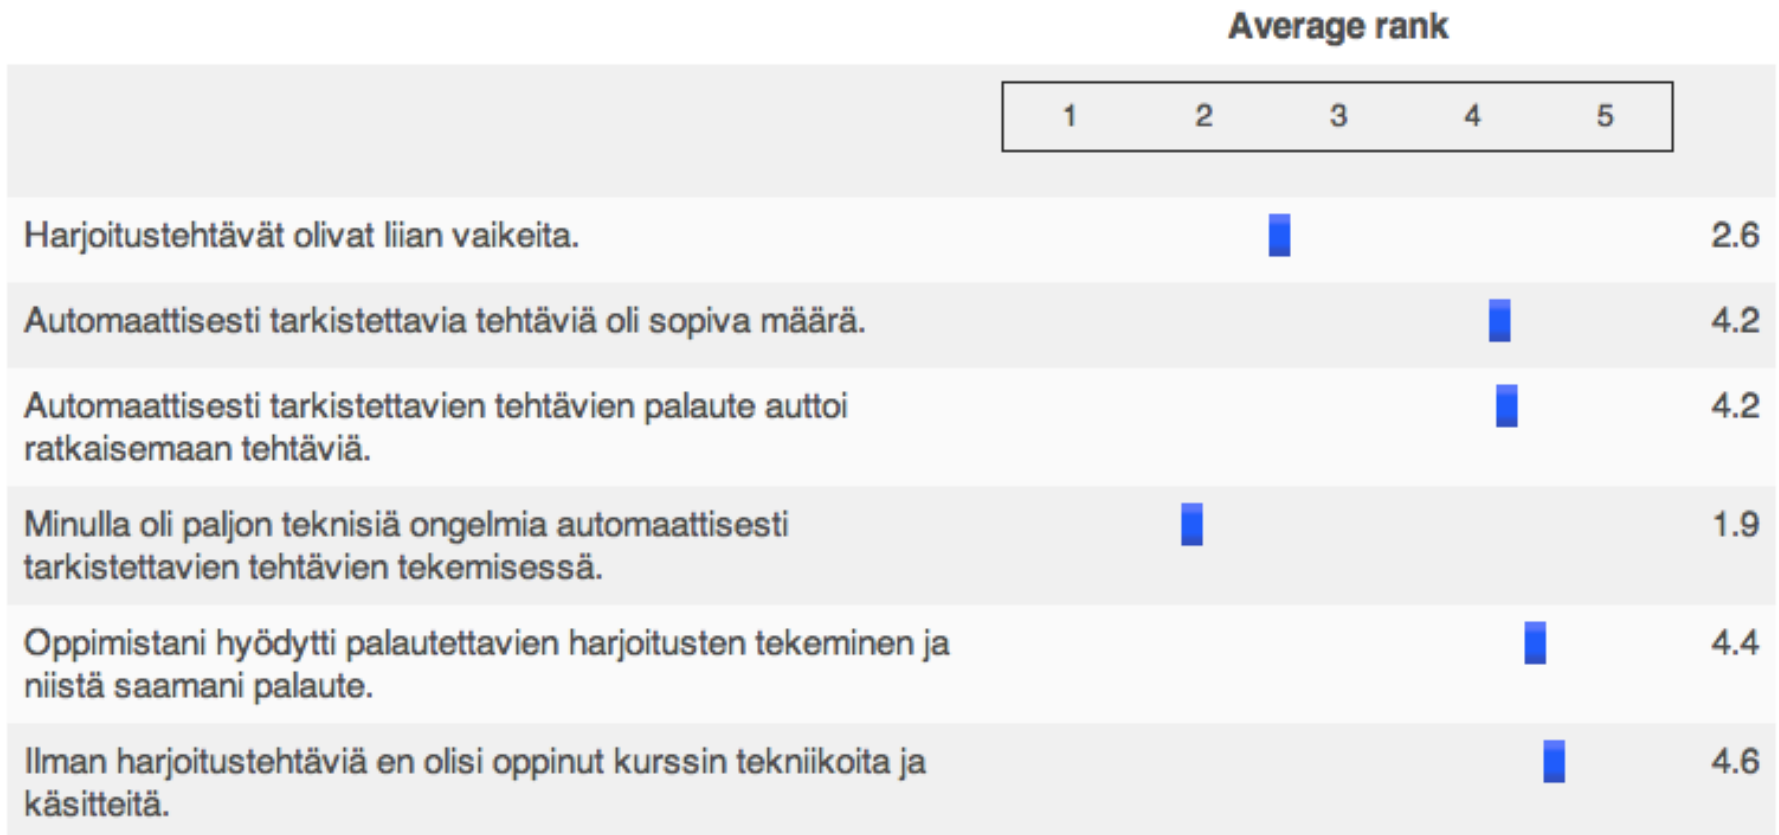 Average rank
1 2 3 4 5
Harjoitustehtävät olivat liian vaikeita. 2.6
Automaattisesti tarkistettavia tehtäviä oli sopiva määrä. 4.2
Automaattisesti tarkistettavien tehtävien palaute auttoi 4.2
ratkaisemaan tehtäviä.
Minulla oli paljon teknisiä ongelmia automaattisesti 1.9
tarkistettavien tehtävien tekemisessä.
Oppimistani hyödytti palautettavien harjoitusten tekeminen ja 4.4
niistä saamani palaute.
Ilman harjoitustehtäviä en olisi oppinut kurssin tekniikoita ja 4.6
käsitteitä.